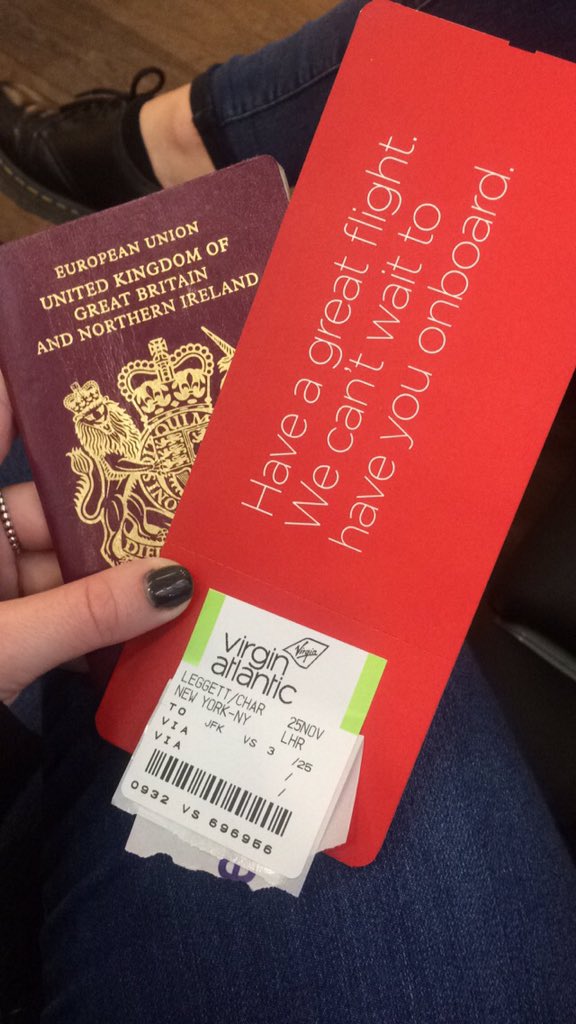 EUROPEAN UNION
UNITED KINGDOM OF
GREAT BRITAIN
AND NORTHERN IRELAND
DIE
Have a great flight.
We can't wait to
have you onboard.
Virgin
virgin
atlantic
LEGGETT/CHAR
NEW YORK-NY 25NOV
TO JFK VS 3 /25 LHR
VIA /
VIA /
0932 VS 696956